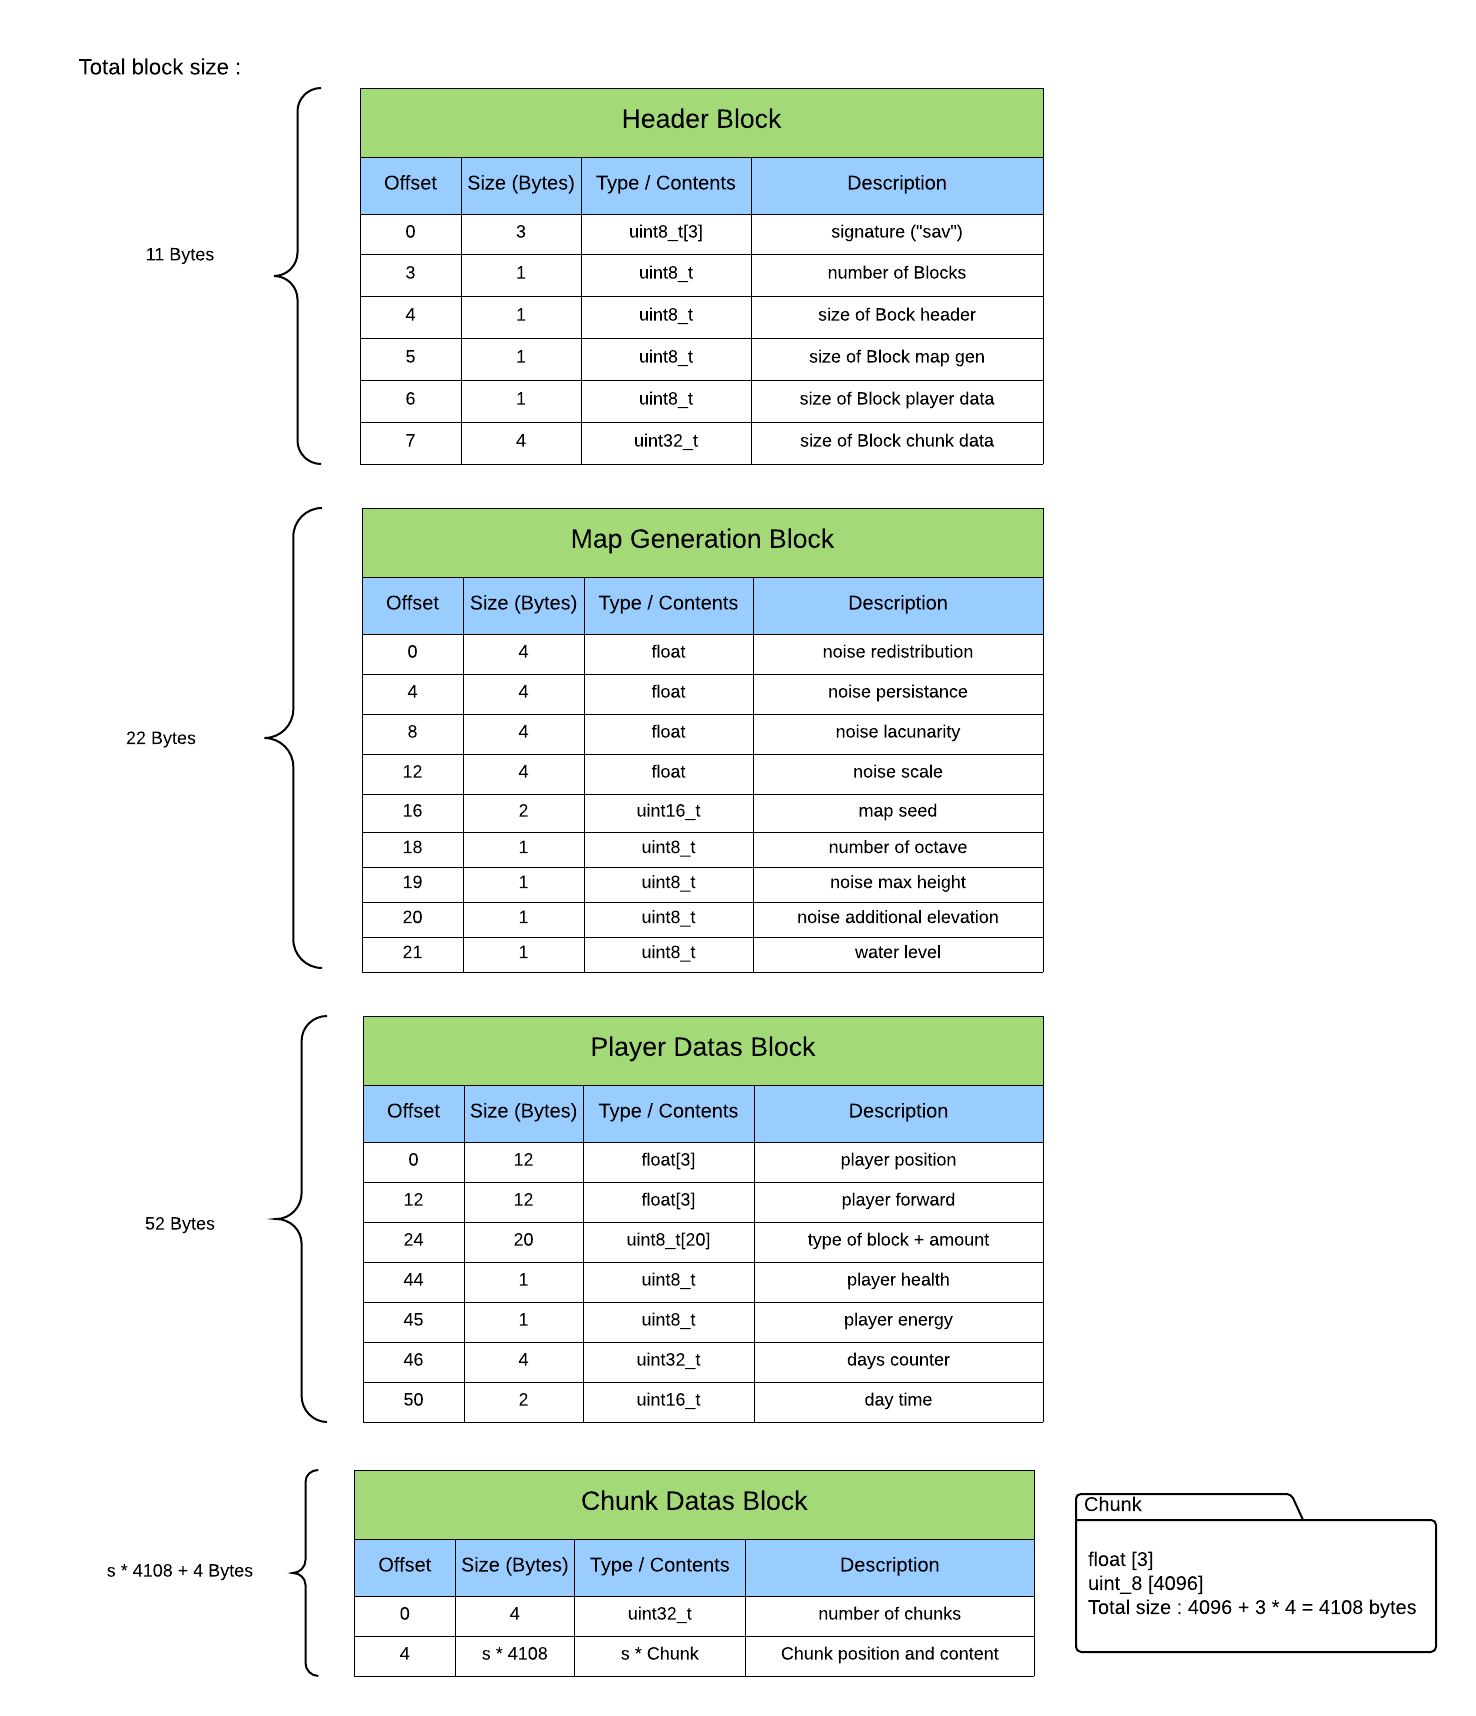 Total block size :
Header Block
Offset Size (Bytes) Type / Contents Description
0 3 uint8_t[3] signature ("sav")
3 1 uint8_t number of Blocks
4 1 uint8_t size of Bock header
5 1 uint8_t size of Block map gen
6 1 uint8_t size of Block player data
7 4 uint32_t size of Block chunk data
11 Bytes
Map Generation Block
Offset Size (Bytes) Type / Contents Description
0 4 float noise redistribution
4 4 float noise persistance
8 4 float noise lacunarity
12 4 float noise scale
16 2 uint16_t map seed
18 1 uint8_t number of octave
19 1 uint8_t noise max height
20 1 uint8_t noise additional elevation
21 1 uint8_t water level
22 Bytes
Player Datas Block
Offset Size (Bytes) Type / Contents Description
0 12 float[3] player position
12 12 float[3] player forward
24 20 uint8_t[20] type of block + amount
44 1 uint8_t player health
45 1 uint8_t player energy
46 4 uint32_t days counter
50 2 uint16_t day time
52 Bytes
Chunk Datas Block
Offset Size (Bytes) Type / Contents Description
0 4 uint32_t number of chunks
4 s * 4108 s * Chunk Chunk position and content
s * 4108 + 4 Bytes
Chunk
float [3]
uint_8 [4096]
Total size : 4096 + 3 * 4 = 4108 bytes